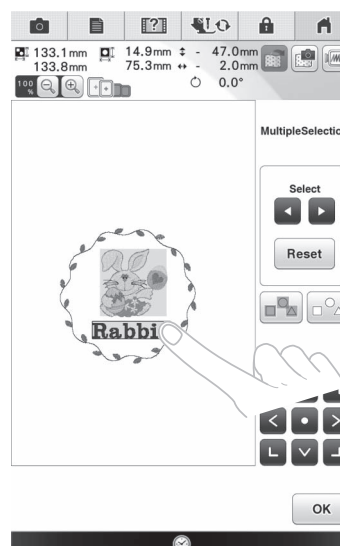 133.1mm 14.9mm - 47.0mm
133.8mm 75.3mm - 2.0mm
100 % 0.0°
MultipleSelectio
Select
Reset
Rabbi
OK